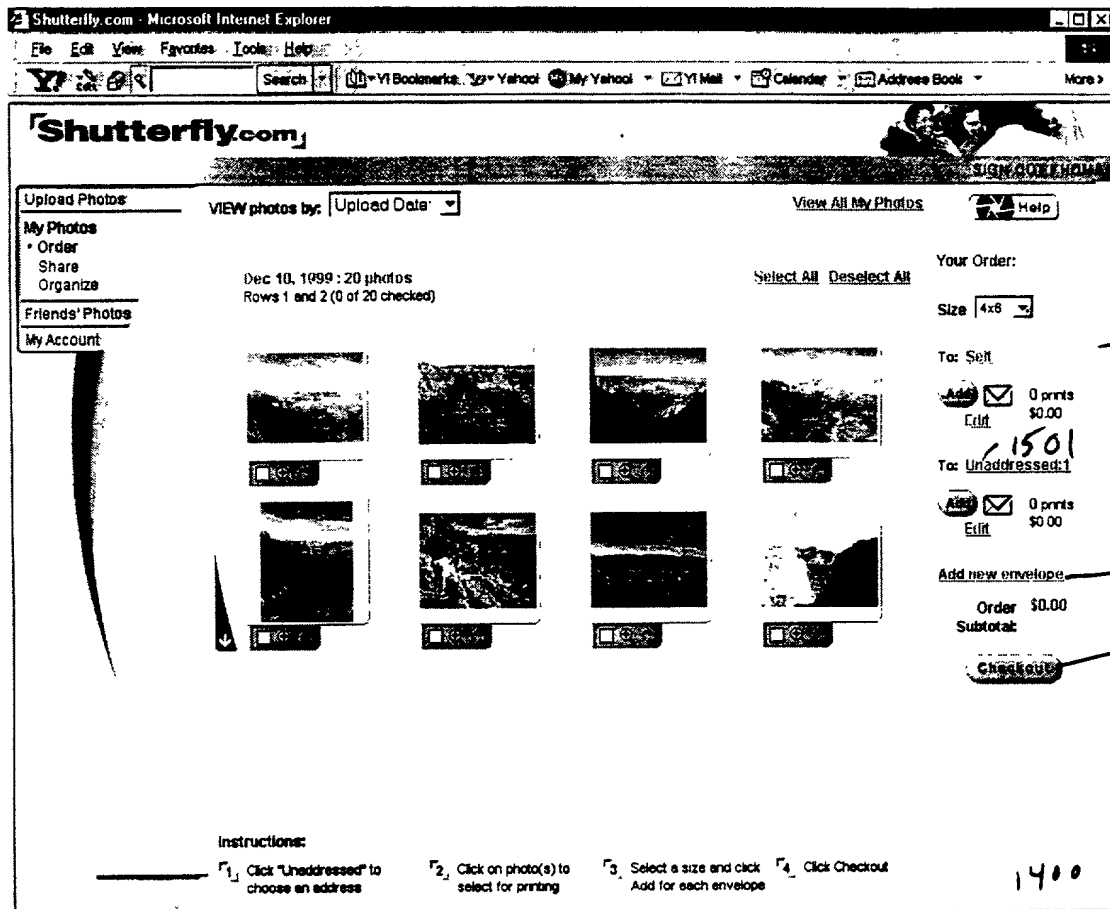 Shutterfly.com - Microsoft Internet Explorer
File Edit View Favorites Tools Help
Y! Search Y! Bookmarks Yahoo! My Yahoo! Y! Mail Calendar Address Book More >
Shutterfly.com
SIGN OUT HOME
Upload Photos
My Photos
• Order
Share
Organize
Friends' Photos
My Account
VIEW photos by: Upload Date
View All My Photos
Help
Dec 10, 1999 : 20 photos
Rows 1 and 2 (0 of 20 checked)
Select All Deselect All
Your Order:
Size 4x6
To: Self
Add 0 prints
$0.00
Edit
1501
To: Unaddressed:1
Add 0 prints
$0.00
Edit
Add new envelope
Order $0.00
Subtotal:
Checkout
Instructions:
1 Click "Unaddressed" to
choose an address
2 Click on photo(s) to
select for printing
3 Select a size and click
Add for each envelope
4 Click Checkout
1400